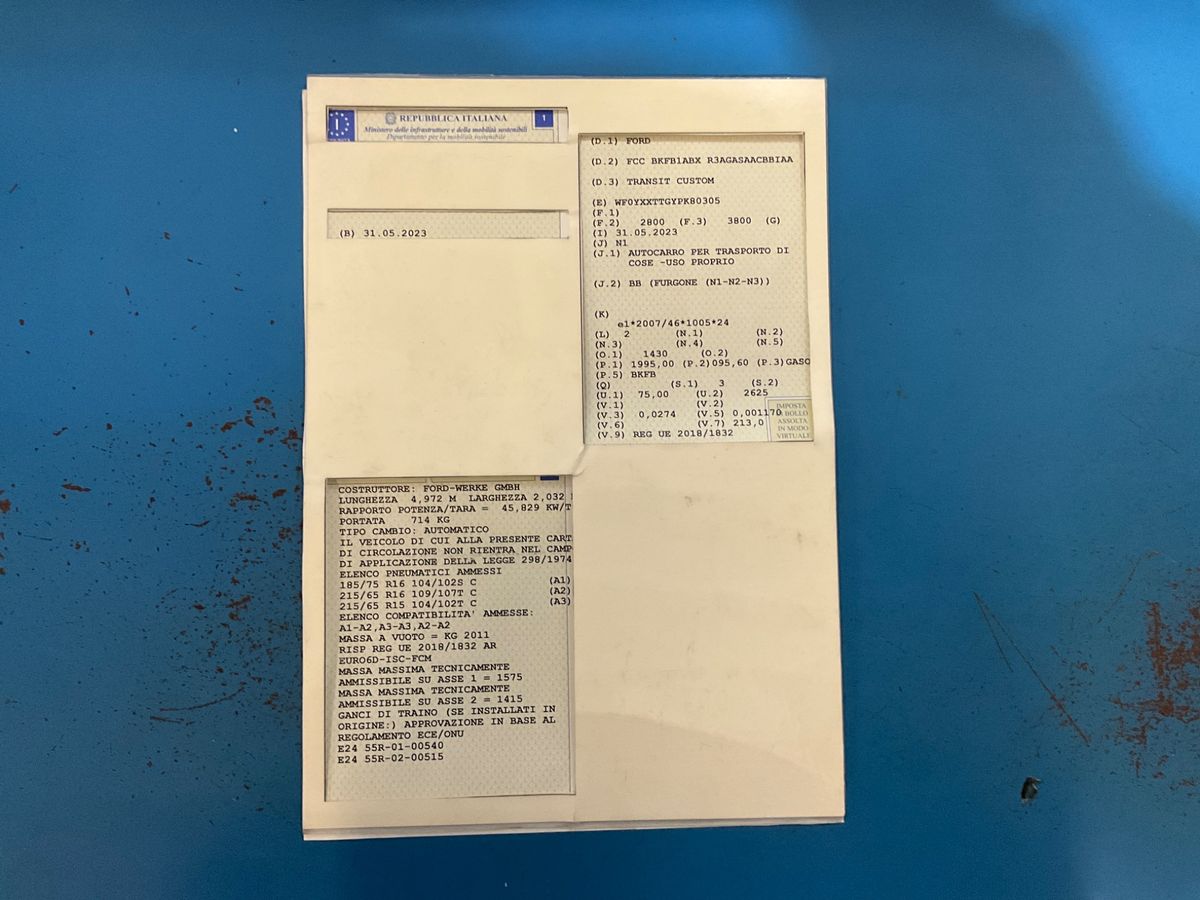 I
REPUBBLICA ITALIANA
1
Ministero delle infrastrutture e della mobilità sostenibili
Dipartimento per la mobilità sostenibile
(B) 31.05.2023
(D.1) FORD
(D.2) FCC BKFB1ABX R3AGASAACBBIAA
(D.3) TRANSIT CUSTOM
(E) WF0YXXTTGYPK80305
(F.1)
(F.2) 2800 (F.3) 3800 (G)
(I) 31.05.2023
(J) N1
(J.1) AUTOCARRO PER TRASPORTO DI
COSE -USO PROPRIO
(J.2) BB (FURGONE (N1-N2-N3))
(K)
e1*2007/46*1005*24
(L) 2 (N.1) (N.2)
(N.3) (N.4) (N.5)
(O.1) 1430 (O.2)
(P.1) 1995,00 (P.2)095,60 (P.3)GASO
(P.5) BKFB
(Q) (S.1) 3 (S.2)
(U.1) 75,00 (U.2) 2625
(V.1) (V.2)
(V.3) 0,0274 (V.5) 0,001170
(V.6) (V.7) 213,0
(V.9) REG UE 2018/1832
IMPOSTA
DI BOLLO
ASSOLTA
IN MODO
VIRTUALE
COSTRUTTORE: FORD-WERKE GMBH
LUNGHEZZA 4,972 M LARGHEZZA 2,032
RAPPORTO POTENZA/TARA = 45,829 KW/T
PORTATA 714 KG
TIPO CAMBIO: AUTOMATICO
IL VEICOLO DI CUI ALLA PRESENTE CART
DI CIRCOLAZIONE NON RIENTRA NEL CAMP
DI APPLICAZIONE DELLA LEGGE 298/1974
ELENCO PNEUMATICI AMMESSI
185/75 R16 104/102S C (A1)
215/65 R16 109/107T C (A2)
215/65 R15 104/102T C (A3)
ELENCO COMPATIBILITA' AMMESSE:
A1-A2,A3-A3,A2-A2
MASSA A VUOTO = KG 2011
RISP REG UE 2018/1832 AR
EURO6D-ISC-FCM
MASSA MASSIMA TECNICAMENTE
AMMISSIBILE SU ASSE 1 = 1575
MASSA MASSIMA TECNICAMENTE
AMMISSIBILE SU ASSE 2 = 1415
GANCI DI TRAINO (SE INSTALLATI IN
ORIGINE:) APPROVAZIONE IN BASE AL
REGOLAMENTO ECE/ONU
E24 55R-01-00540
E24 55R-02-00515